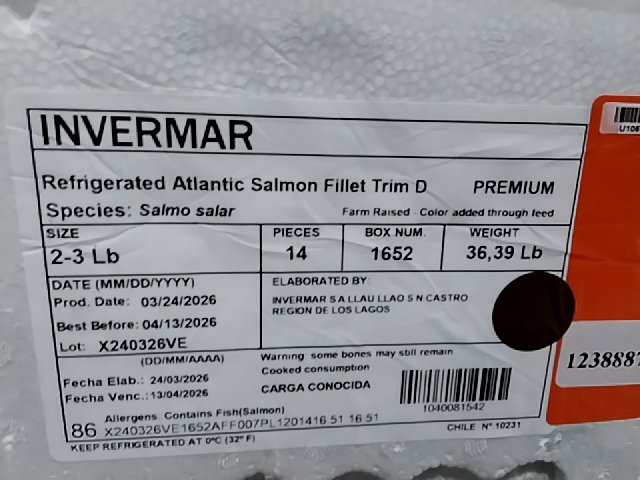 INVERMAR
Refrigerated Atlantic Salmon Fillet Trim D PREMIUM
Species: Salmo salar Farm Raised - Color added through feed
SIZE PIECES BOX NUM. WEIGHT
2-3 Lb 14 1652 36,39 Lb
DATE (MM/DD/YYYY) ELABORATED BY:
Prod. Date: 03/24/2026 INVERMAR S A LLAU LLAO S N CASTRO
REGION DE LOS LAGOS
Best Before: 04/13/2026
Lot: X240326VE
(DD/MM/AAAA) Warning: some bones may still remain
Cooked consumption
Fecha Elab.: 24/03/2026 CARGA CONOCIDA
Fecha Venc.:13/04/2026
1040081542
Allergens: Contains Fish(Salmon)
86 X240326VE1652AFF007PL1201416 51 16 51 CHILE N° 10231
KEEP REFRIGERATED AT 0°C (32° F)
1238887